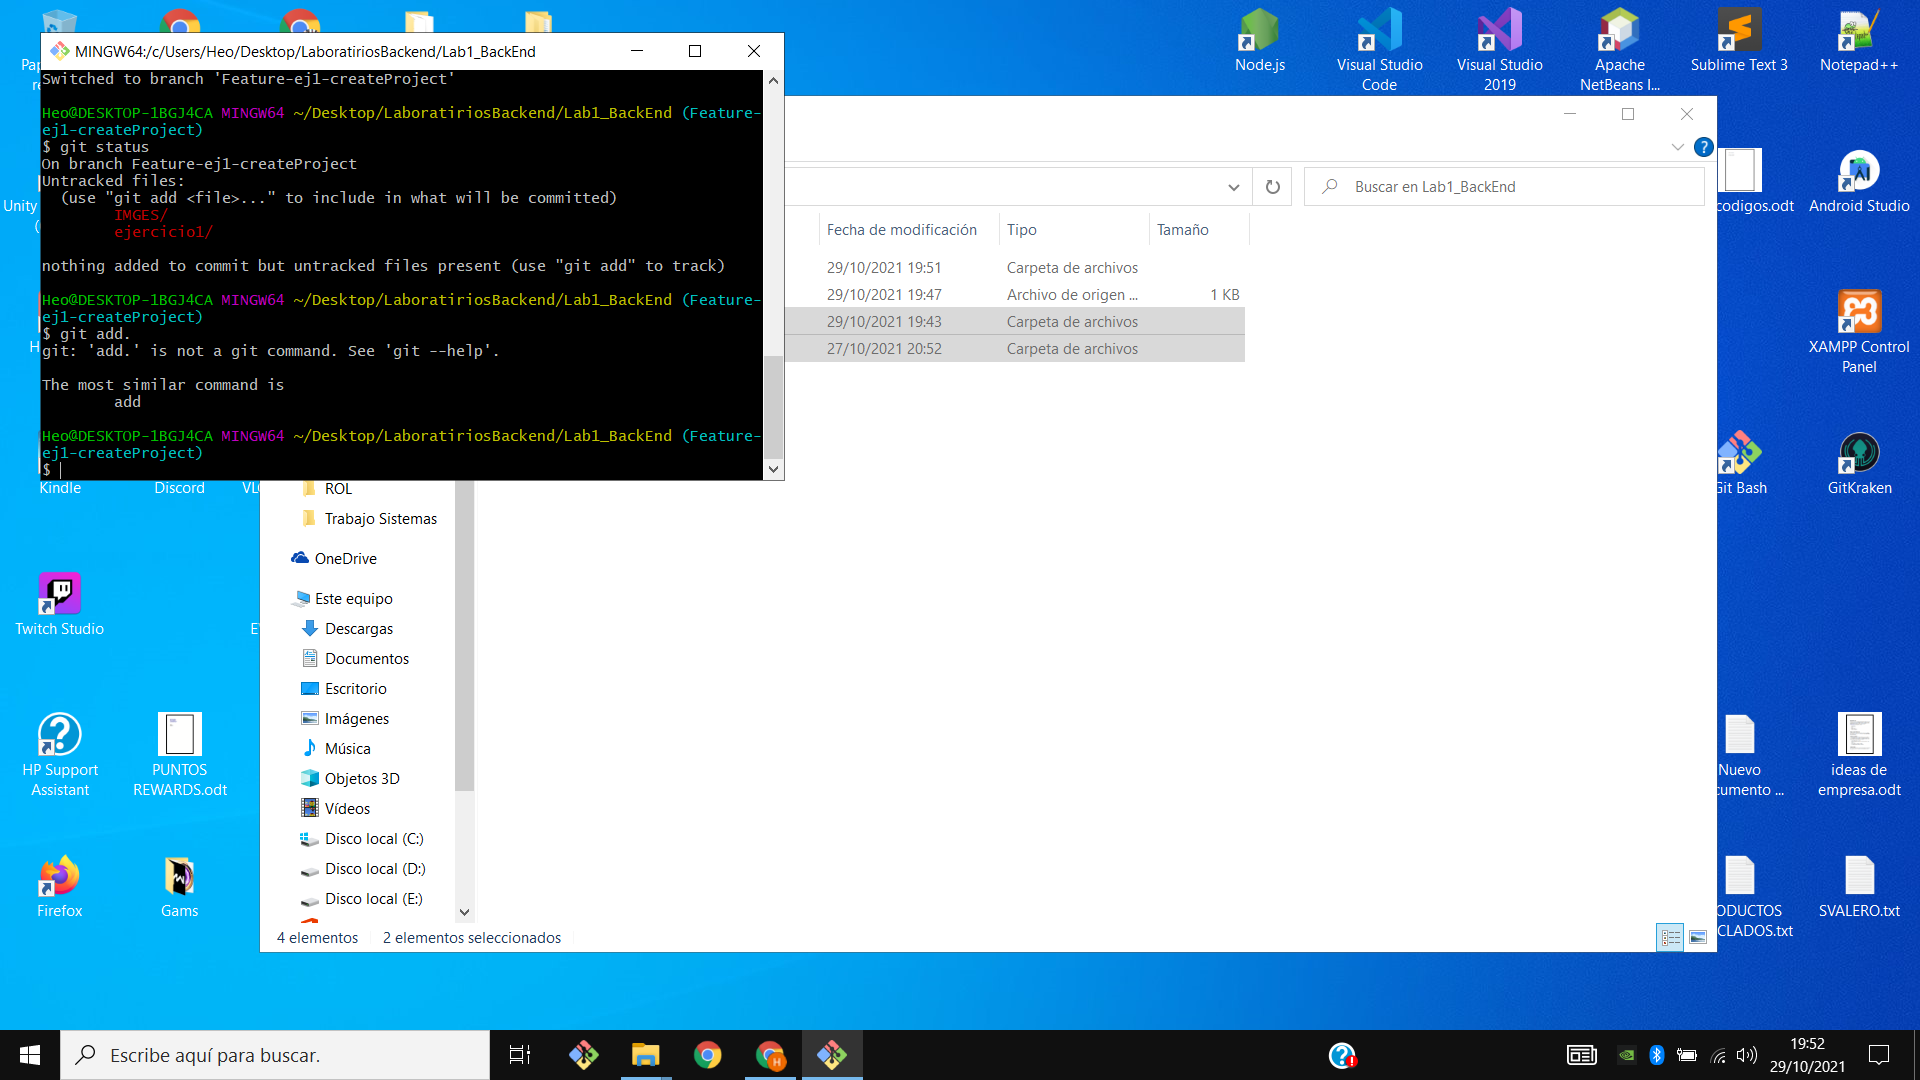 MINGW64:/c/Users/Heo/Desktop/LaboratiriosBackend/Lab1_BackEnd
Switched to branch 'Feature-ej1-createProject'
Heo@DESKTOP-1BGJ4CA MINGW64 ~/Desktop/LaboratiriosBackend/Lab1_BackEnd (Feature-
ej1-createProject)
$ git status
On branch Feature-ej1-createProject
Untracked files:
(use "git add <file>..." to include in what will be committed)
IMGES/
ejercicio1/
nothing added to commit but untracked files present (use "git add" to track)
Heo@DESKTOP-1BGJ4CA MINGW64 ~/Desktop/LaboratiriosBackend/Lab1_BackEnd (Feature-
ej1-createProject)
$ git add.
git: 'add.' is not a git command. See 'git --help'.
The most similar command is
add
Heo@DESKTOP-1BGJ4CA MINGW64 ~/Desktop/LaboratiriosBackend/Lab1_BackEnd (Feature-
ej1-createProject)
$
Buscar en Lab1_BackEnd
Fecha de modificación Tipo Tamaño
29/10/2021 19:51 Carpeta de archivos
29/10/2021 19:47 Archivo de origen ... 1 KB
29/10/2021 19:43 Carpeta de archivos
27/10/2021 20:52 Carpeta de archivos
ROL
Trabajo Sistemas
OneDrive
Este equipo
Descargas
Documentos
Escritorio
Imágenes
Música
Objetos 3D
Vídeos
Disco local (C:)
Disco local (D:)
Disco local (E:)
4 elementos 2 elementos seleccionados
Node.js
Visual Studio
Code
Visual Studio
2019
Apache
NetBeans I...
Sublime Text 3
Notepad++
codigos.odt
Android Studio
XAMPP Control
Panel
Git Bash
GitKraken
Unity
Kindle
Discord
Twitch Studio
HP Support
Assistant
PUNTOS
REWARDS.odt
Nuevo
cumento ...
ideas de
empresa.odt
Firefox
Gams
ODUCTOS
CLADOS.txt
SVALERO.txt
Escribe aquí para buscar.
19:52
29/10/2021